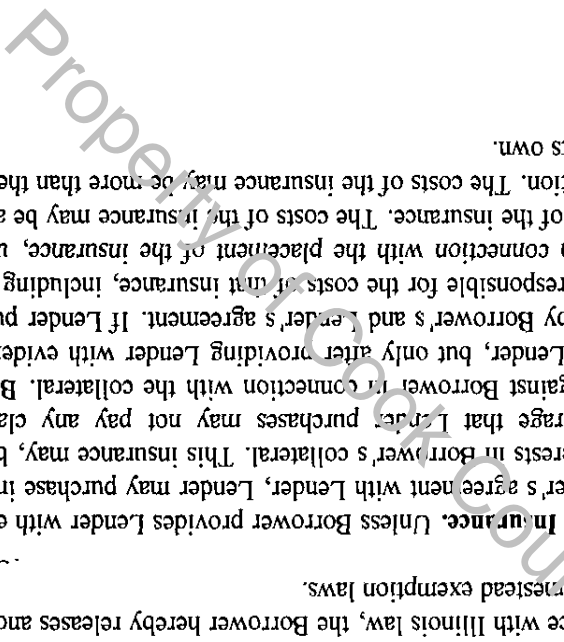 ce with Illinois law, the Borrower hereby releases and
mestead exemption laws.
Insurance. Unless Borrower provides Lender with e
er's agreement with Lender, Lender may purchase in
rests in Borrower's collateral. This insurance may, b
rage that Lender purchases may not pay any cla
gainst Borrower in connection with the collateral. B
Lender, but only after providing Lender with evide
by Borrower's and Lender's agreement. If Lender pu
responsible for the costs of that insurance, including
n connection with the placement of the insurance, u
of the insurance. The costs of the insurance may be a
tion. The costs of the insurance may be more than the
ts own.
Property of Cook Cou